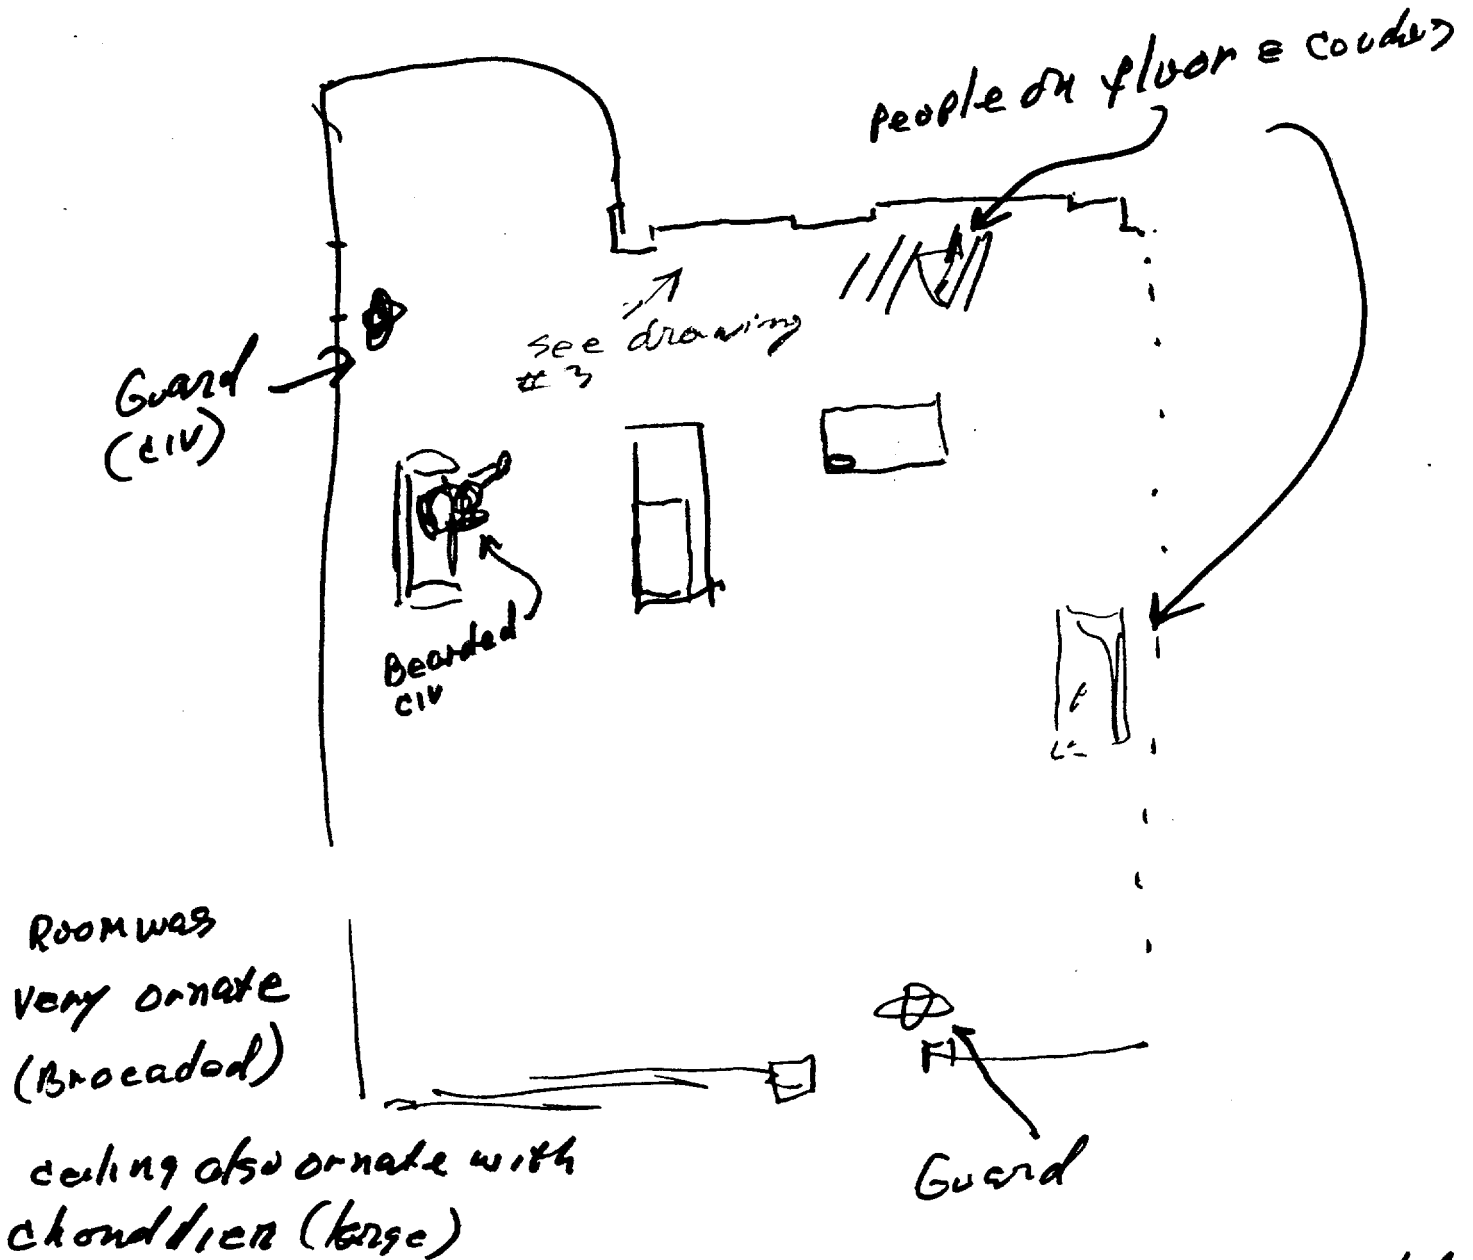 People on floor & couches
see drawing
# 3
Guard
(civ)
Bearded
civ
Room was
very ornate
(Brocaded)
ceiling also ornate with
chondlier (large)
Guard